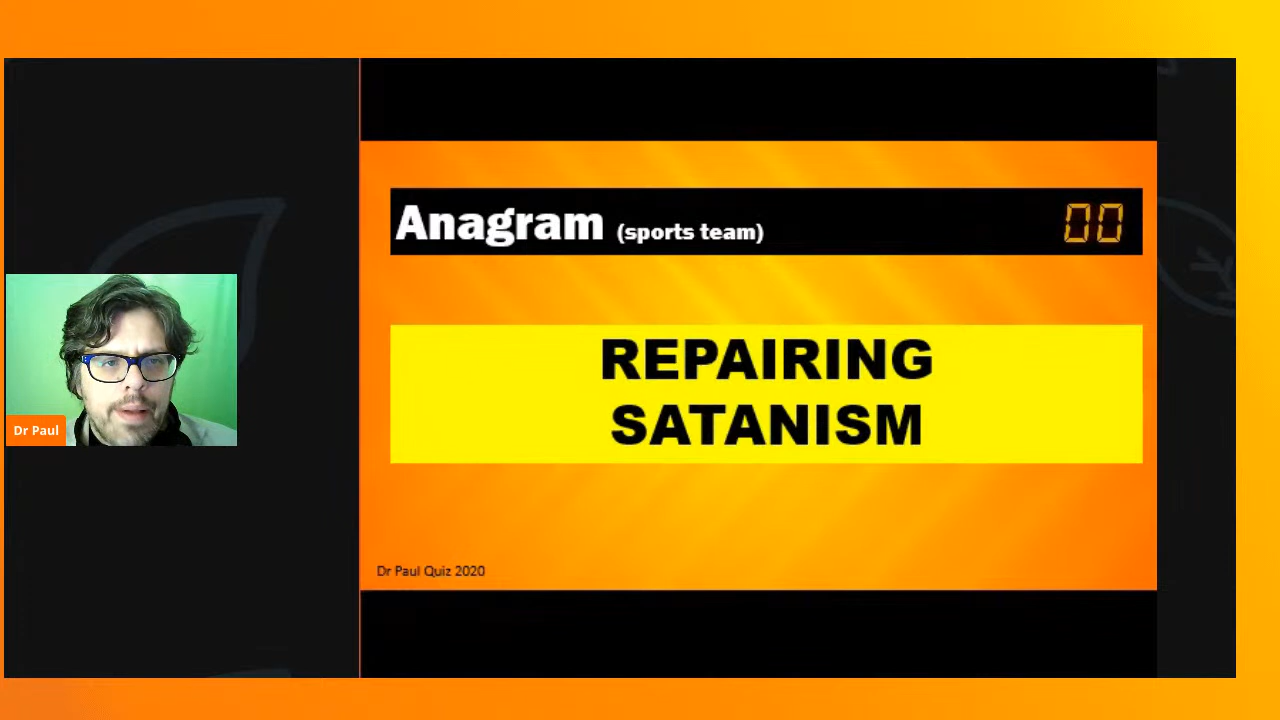 Anagram (sports team) 00
REPAIRING
SATANISM
Dr Paul
Dr Paul Quiz 2020